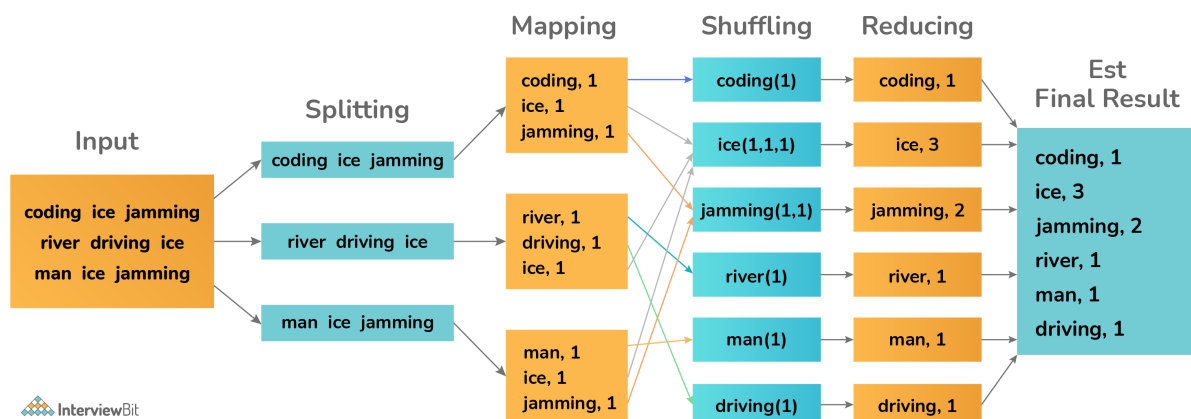 Input
coding ice jamming
river driving ice
man ice jamming
Splitting
coding ice jamming
river driving ice
man ice jamming
Mapping
coding, 1
ice, 1
jamming, 1
river, 1
driving, 1
ice, 1
man, 1
ice, 1
jamming, 1
Shuffling
coding(1)
ice(1,1,1)
jamming(1,1)
river(1)
man(1)
driving(1)
Reducing
coding, 1
ice, 3
jamming, 2
river, 1
man, 1
driving, 1
Est
Final Result
coding, 1
ice, 3
jamming, 2
river, 1
man, 1
driving, 1
InterviewBit